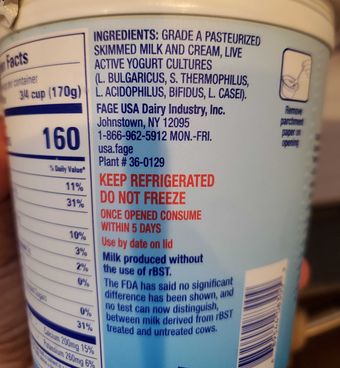 Facts
per container
3/4 cup (170g)
160
% Daily Value*
11%
31%
10%
3%
2%
0%
0%
31%
Calcium 200mg 15%
Potassium 260mg 6%
INGREDIENTS: GRADE A PASTEURIZED
SKIMMED MILK AND CREAM, LIVE
ACTIVE YOGURT CULTURES
(L. BULGARICUS, S. THERMOPHILUS,
L. ACIDOPHILUS, BIFIDUS, L. CASEI).
FAGE USA Dairy Industry, Inc.
Johnstown, NY 12095
1-866-962-5912 MON.-FRI.
usa.fage
Plant # 36-0129
KEEP REFRIGERATED
DO NOT FREEZE
ONCE OPENED CONSUME
WITHIN 5 DAYS
Use by date on lid
Milk produced without
the use of rBST.
The FDA has said no significant
difference has been shown, and
no test can now distinguish,
between milk derived from rBST
treated and untreated cows.
Remove
parchment
paper on
opening